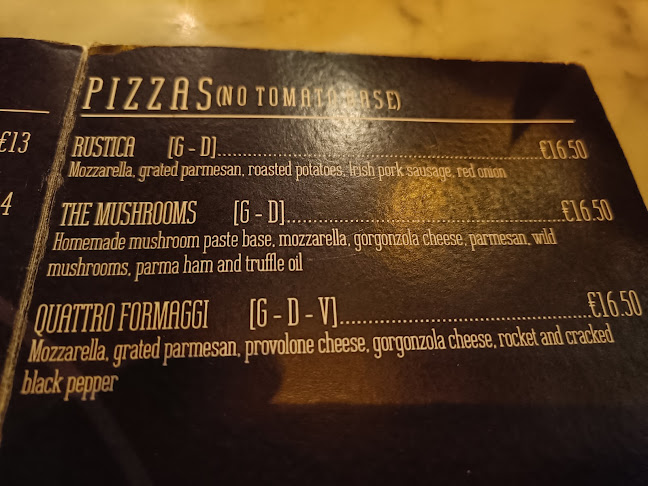 PIZZAS (NO TOMATO BASE)
€13
RUSTICA [G - D]..........€16.50
Mozzarella, grated parmesan, roasted potatoes, Irish pork sausage, red onion
4
THE MUSHROOMS [G - D]..........€16.50
Homemade mushroom paste base, mozzarella, gorgonzola cheese, parmesan, wild
mushrooms, parma ham and truffle oil
QUATTRO FORMAGGI [G - D - V]..........€16.50
Mozzarella, grated parmesan, provolone cheese, gorgonzola cheese, rocket and cracked
black pepper